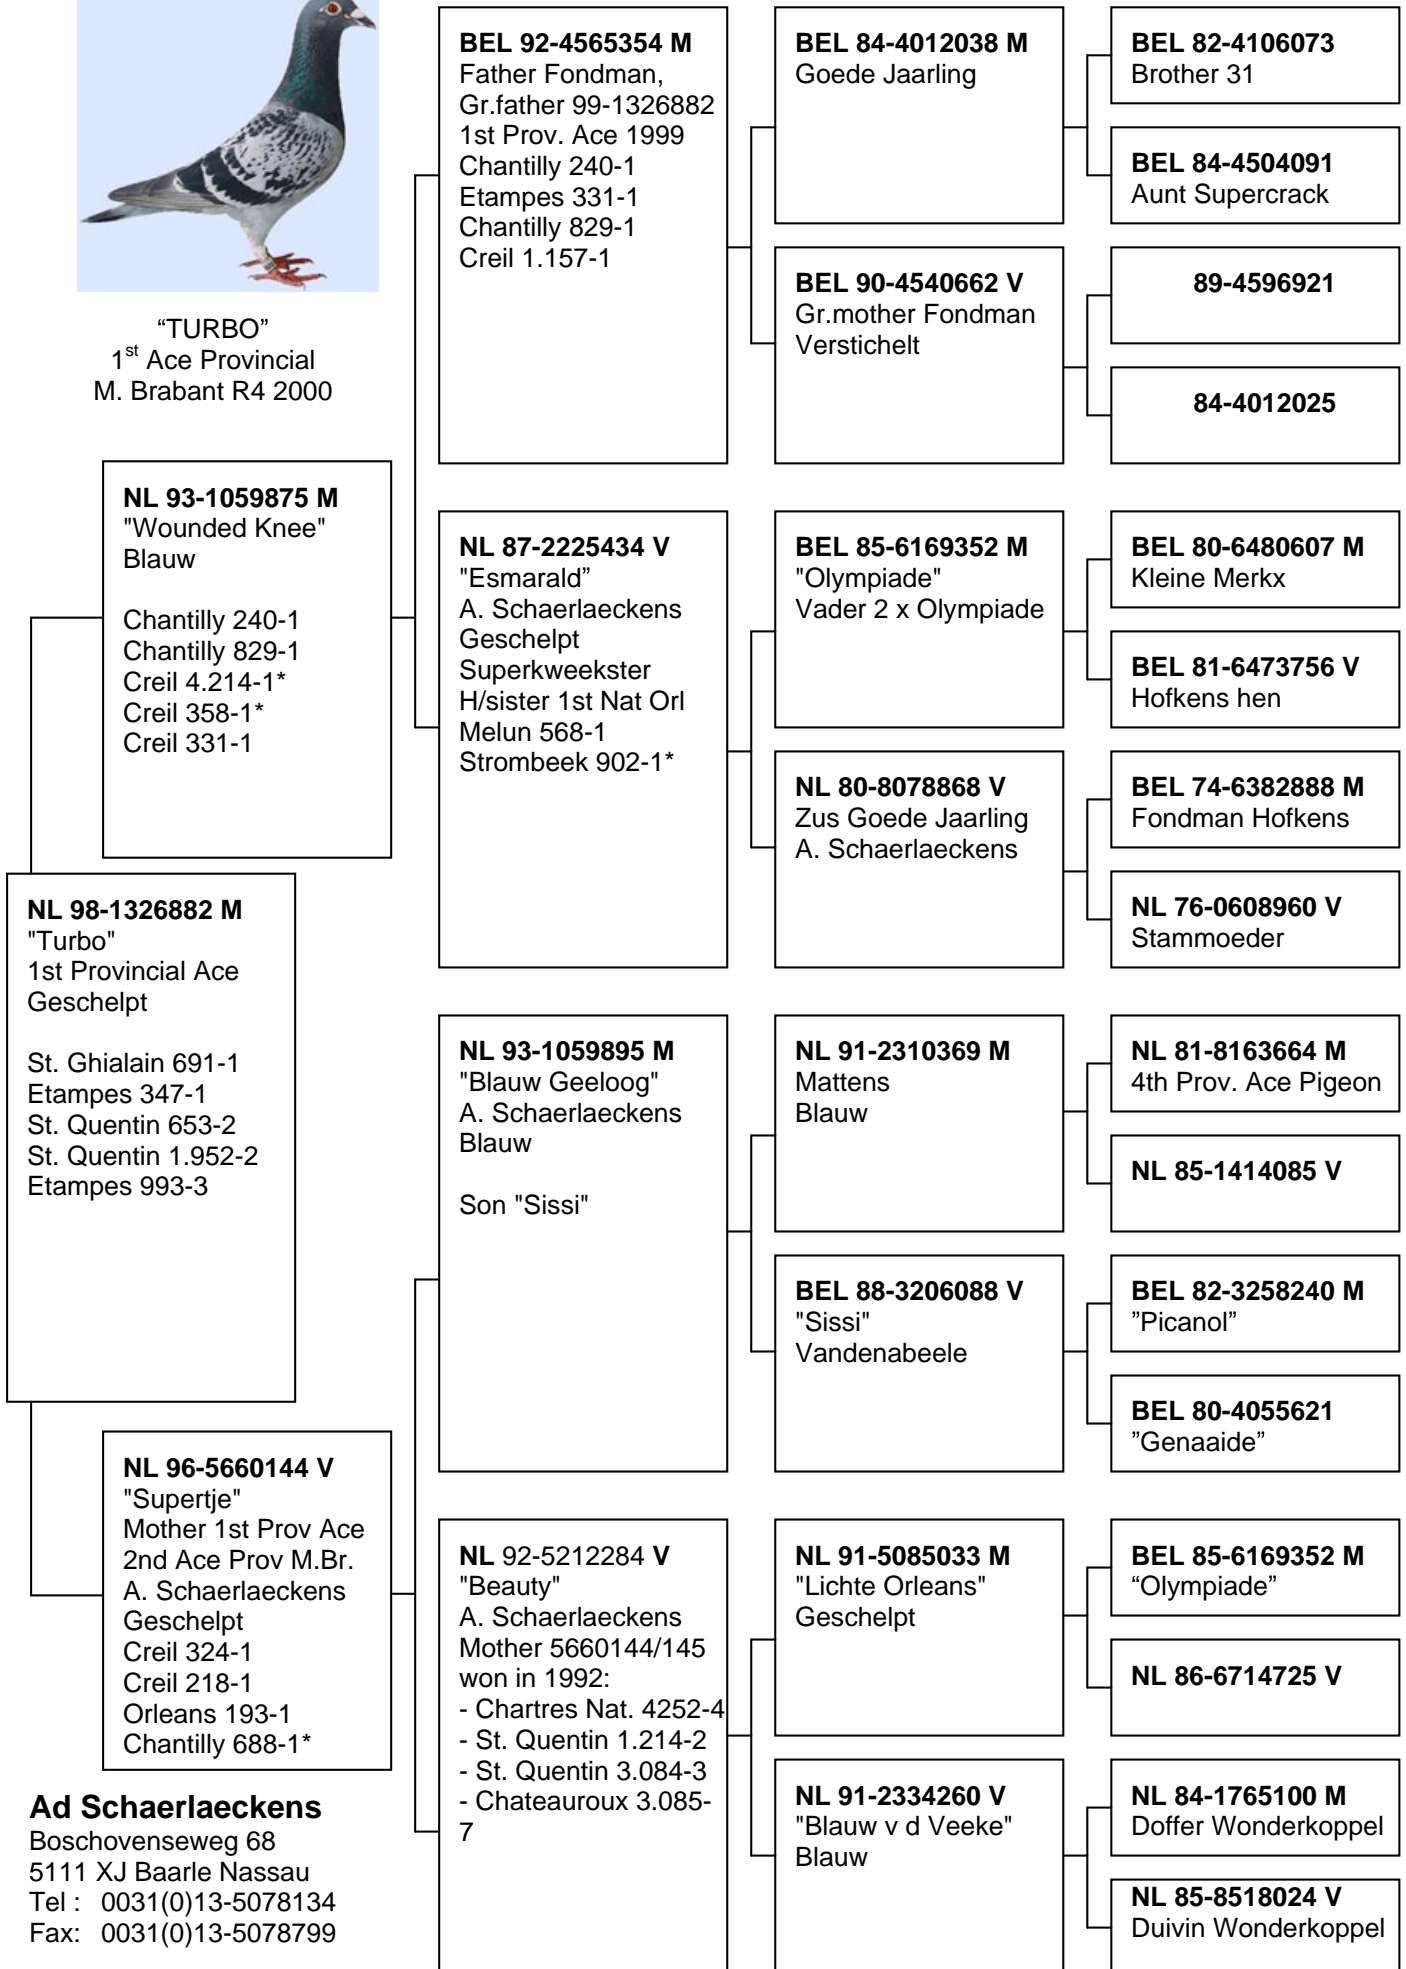 “TURBO”
1st Ace Provincial
M. Brabant R4 2000
NL 98-1326882 M
"Turbo"
1st Provincial Ace
Geschelpt
St. Ghialain 691-1
Etampes 347-1
St. Quentin 653-2
St. Quentin 1.952-2
Etampes 993-3
NL 93-1059875 M
"Wounded Knee"
Blauw
Chantilly 240-1
Chantilly 829-1
Creil 4.214-1*
Creil 358-1*
Creil 331-1
NL 96-5660144 V
"Supertje"
Mother 1st Prov Ace
2nd Ace Prov M.Br.
A. Schaerlaeckens
Geschelpt
Creil 324-1
Creil 218-1
Orleans 193-1
Chantilly 688-1*
BEL 92-4565354 M
Father Fondman,
Gr.father 99-1326882
1st Prov. Ace 1999
Chantilly 240-1
Etampes 331-1
Chantilly 829-1
Creil 1.157-1
NL 87-2225434 V
"Esmarald”
A. Schaerlaeckens
Geschelpt
Superkweekster
H/sister 1st Nat Orl
Melun 568-1
Strombeek 902-1*
NL 93-1059895 M
"Blauw Geeloog"
A. Schaerlaeckens
Blauw
Son "Sissi"
NL 92-5212284 V
"Beauty"
A. Schaerlaeckens
Mother 5660144/145
won in 1992:
- Chartres Nat. 4252-4
- St. Quentin 1.214-2
- St. Quentin 3.084-3
- Chateauroux 3.085-
7
BEL 84-4012038 M
Goede Jaarling
BEL 90-4540662 V
Gr.mother Fondman
Verstichelt
BEL 85-6169352 M
"Olympiade"
Vader 2 x Olympiade
NL 80-8078868 V
Zus Goede Jaarling
A. Schaerlaeckens
NL 91-2310369 M
Mattens
Blauw
BEL 88-3206088 V
"Sissi"
Vandenabeele
NL 91-5085033 M
"Lichte Orleans"
Geschelpt
NL 91-2334260 V
"Blauw v d Veeke"
Blauw
BEL 82-4106073
Brother 31
BEL 84-4504091
Aunt Supercrack
89-4596921
84-4012025
BEL 80-6480607 M
Kleine Merkx
BEL 81-6473756 V
Hofkens hen
BEL 74-6382888 M
Fondman Hofkens
NL 76-0608960 V
Stammoeder
NL 81-8163664 M
4th Prov. Ace Pigeon
NL 85-1414085 V
BEL 82-3258240 M
”Picanol”
BEL 80-4055621
”Genaaide”
BEL 85-6169352 M
“Olympiade”
NL 86-6714725 V
NL 84-1765100 M
Doffer Wonderkoppel
NL 85-8518024 V
Duivin Wonderkoppel
Ad Schaerlaeckens
Boschovenseweg 68
5111 XJ Baarle Nassau
Tel : 0031(0)13-5078134
Fax: 0031(0)13-5078799